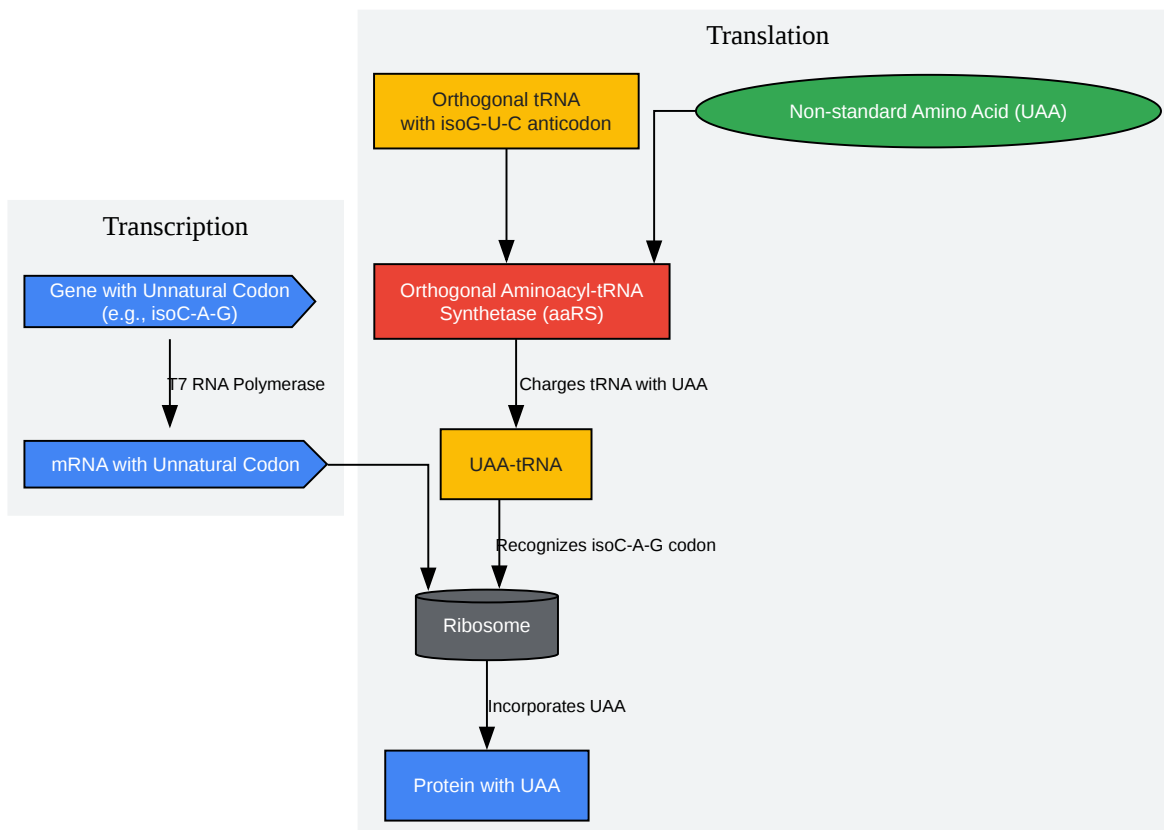 Transcription
Gene with Unnatural Codon
(e.g., isoC-A-G)
T7 RNA Polymerase
mRNA with Unnatural Codon
Translation
Orthogonal tRNA
with isoG-U-C anticodon
Non-standard Amino Acid (UAA)
Orthogonal Aminoacyl-tRNA
Synthetase (aaRS)
Charges tRNA with UAA
UAA-tRNA
Recognizes isoC-A-G codon
Ribosome
Incorporates UAA
Protein with UAA